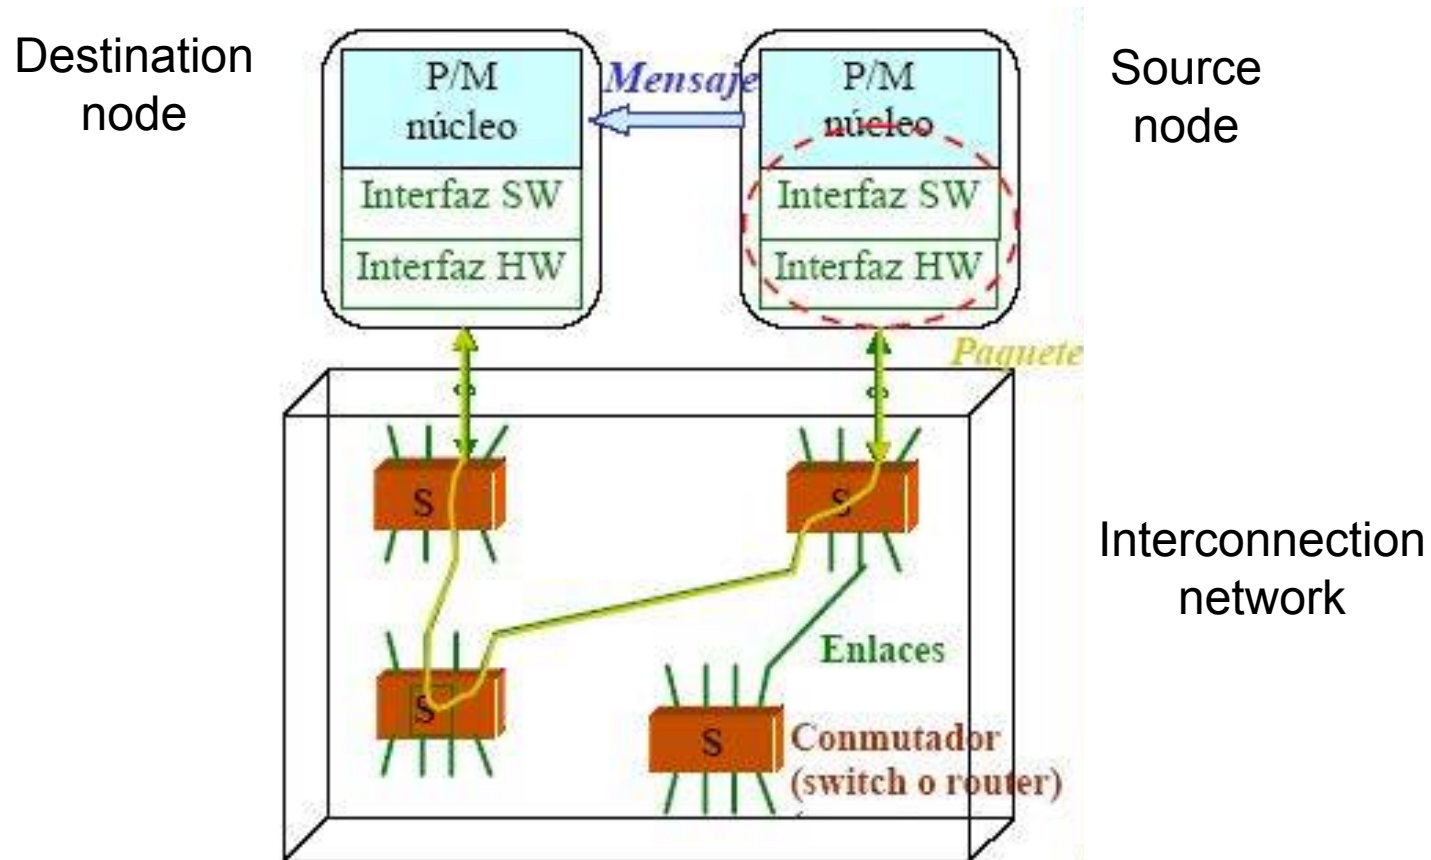 Destination
node
P/M
núcleo
Interfaz SW
Interfaz HW
Mensaje
P/M
núcleo
Interfaz SW
Interfaz HW
Source
node
Paquete
S
S
S
S
Enlaces
Conmutador
(switch o router)
Interconnection
network